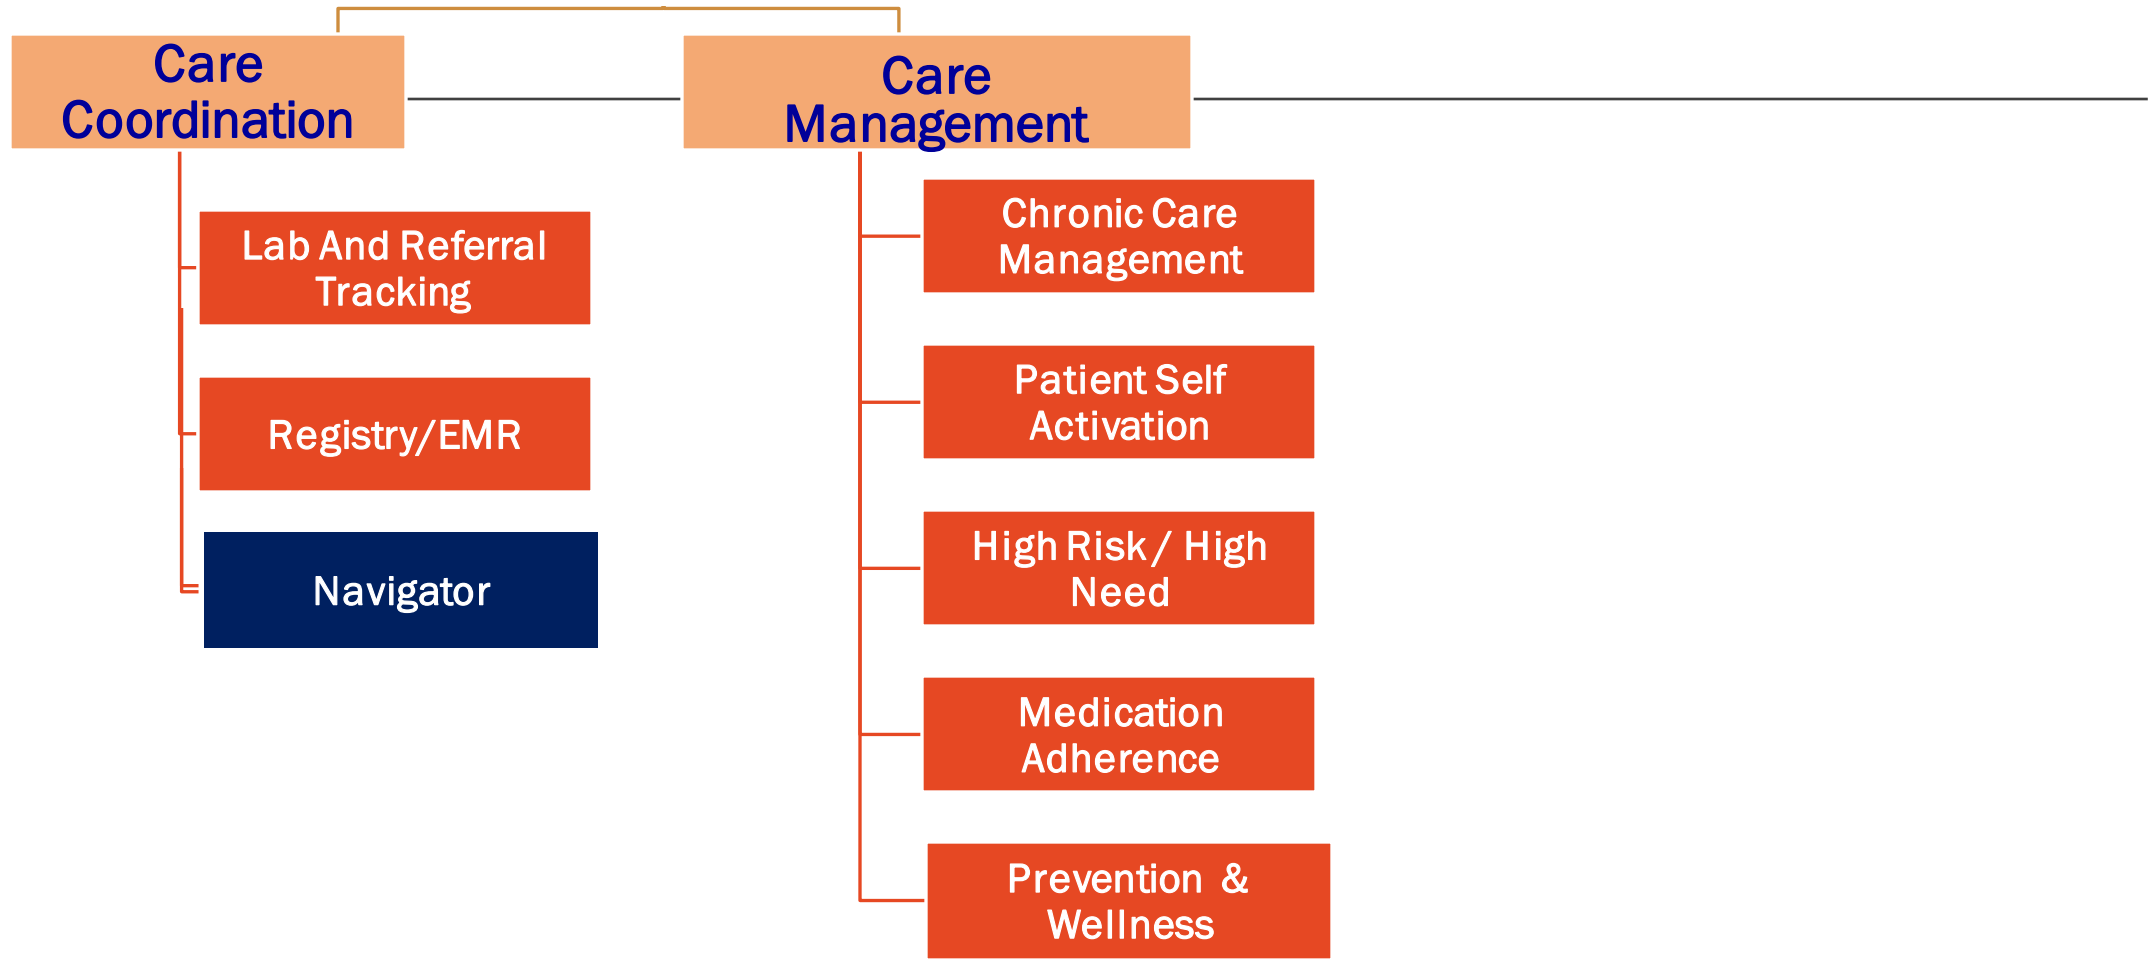 Care
Coordination
Care
Management
Lab And Referral
Tracking
Registry/EMR
Navigator
Chronic Care
Management
Patient Self
Activation
High Risk / High
Need
Medication
Adherence
Prevention & 
Wellness